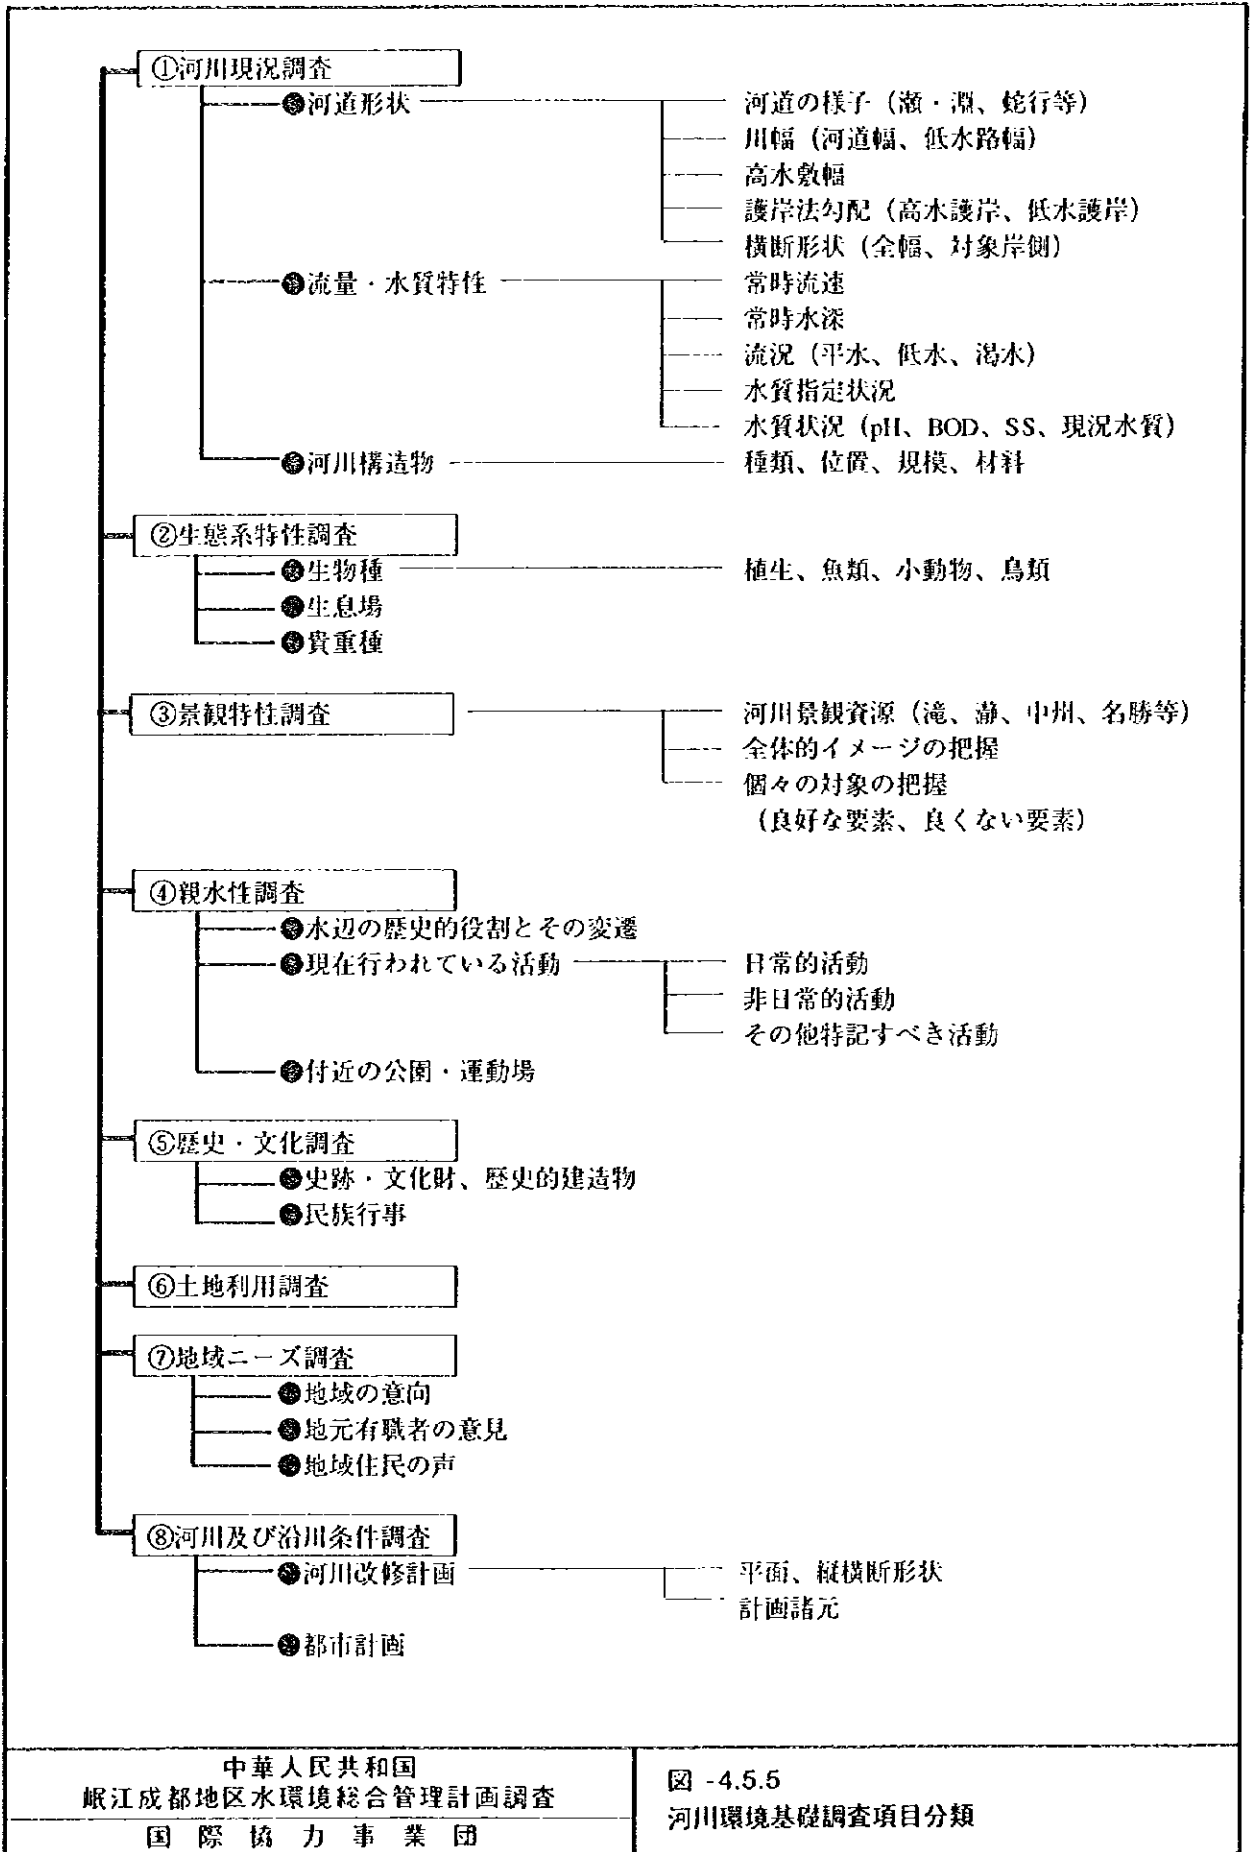 ①河川現況調査
●河道形状
河道の様子（瀬・淵、蛇行等）
川幅（河道幅、低水路幅）
高水敷幅
護岸法勾配（高水護岸、低水護岸）
横断形状（全幅、対象岸側）
●流量・水質特性
常時流速
常時水深
流況（平水、低水、渇水）
水質指定状況
水質状況（pH、BOD、SS、現況水質）
●河川構造物
種類、位置、規模、材料
②生態系特性調査
●生物種
植生、魚類、小動物、鳥類
●生息場
●貴重種
③景観特性調査
河川景観資源（滝、瀞、中州、名勝等）
全体的イメージの把握
個々の対象の把握
（良好な要素、良くない要素）
④親水性調査
●水辺の歴史的役割とその変遷
●現在行われている活動
日常的活動
非日常的活動
その他特記すべき活動
●付近の公園・運動場
⑤歴史・文化調査
●史跡・文化財、歴史的建造物
●民族行事
⑥土地利用調査
⑦地域ニーズ調査
●地域の意向
●地元有職者の意見
●地域住民の声
⑧河川及び沿川条件調査
●河川改修計画
平面、縦横断形状
計画諸元
●都市計画
中華人民共和国
岷江成都地区水環境総合管理計画調査
国際協力事業団
図 -4.5.5
河川環境基礎調査項目分類